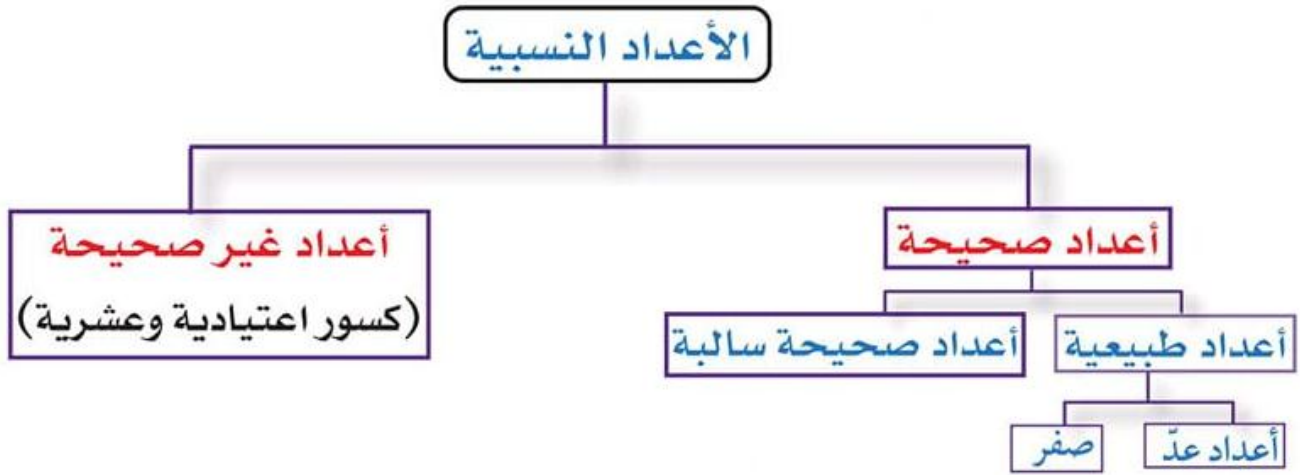 الأعداد النسبية
أعداد صحيحة
أعداد غير صحيحة
(كسور اعتيادية وعشرية)
أعداد طبيعية
أعداد صحيحة سالبة
أعداد عدّ
صفر